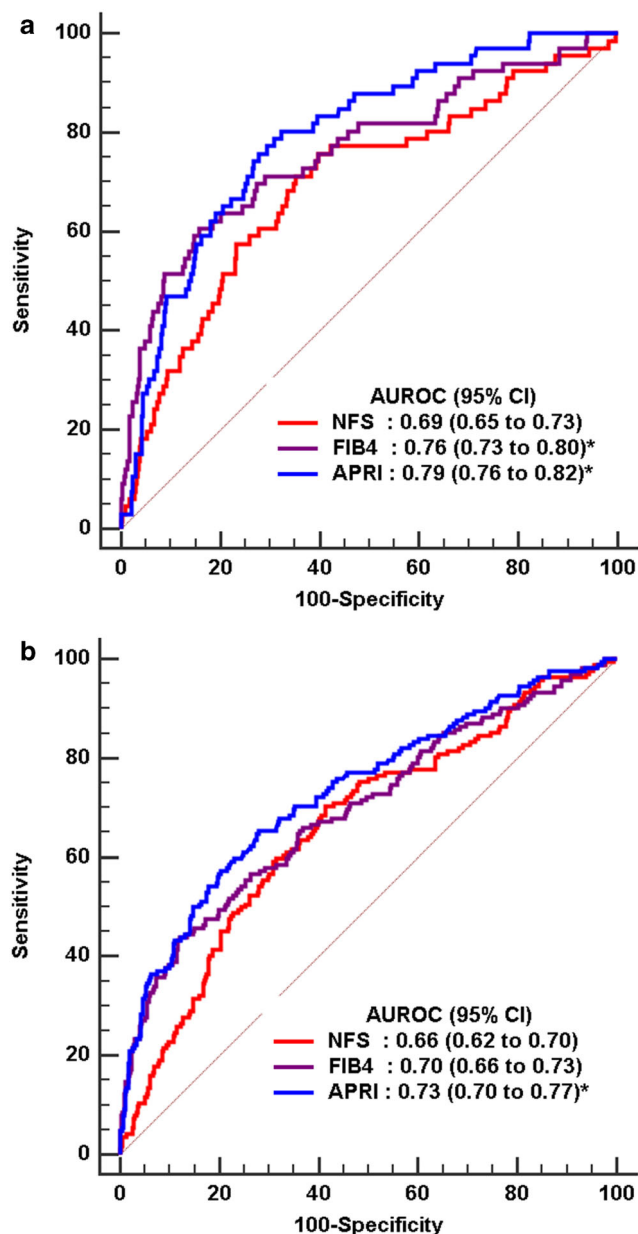 a
100
80
60
40
20
0
Sensitivity
AUROC (95% CI)
NFS : 0.69 (0.65 to 0.73)
FIB4 : 0.76 (0.73 to 0.80)*
APRI : 0.79 (0.76 to 0.82)*
0 20 40 60 80 100
100-Specificity
b
100
80
60
40
20
0
Sensitivity
AUROC (95% CI)
NFS : 0.66 (0.62 to 0.70)
FIB4 : 0.70 (0.66 to 0.73)
APRI : 0.73 (0.70 to 0.77)*
0 20 40 60 80 100
100-Specificity